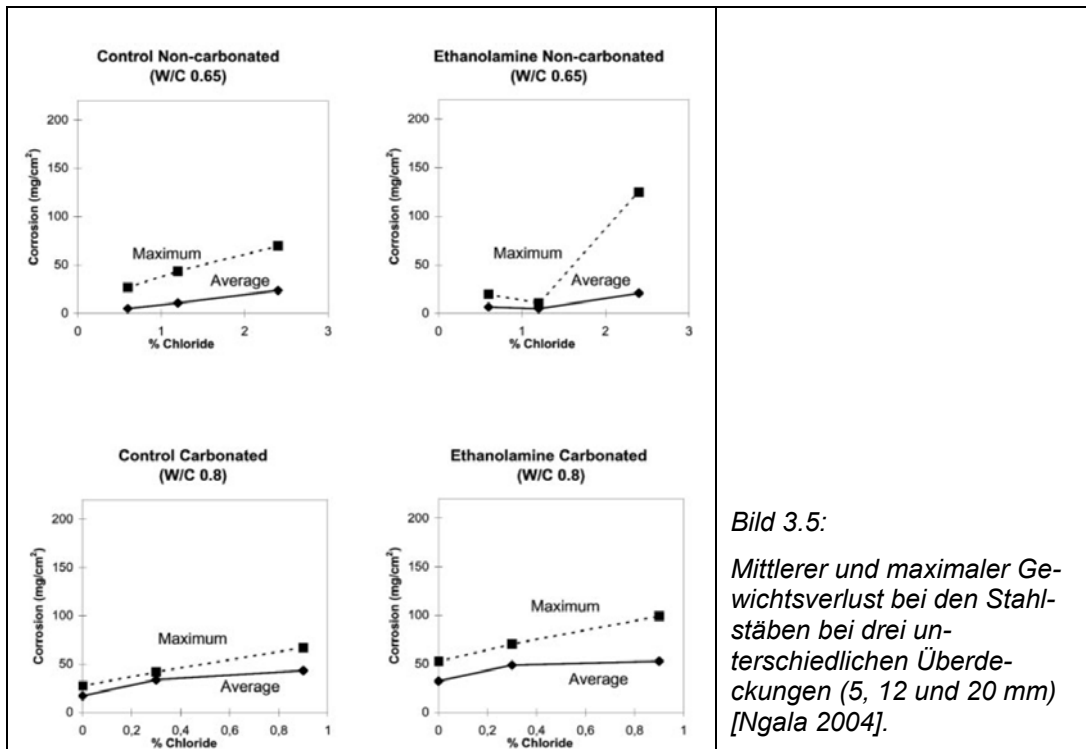 Control Non-carbonated
(W/C 0.65)
200
150
100
50
0
Corrosion (mg/cm²)
Maximum
Average
0 1 2 3
% Chloride
Ethanolamine Non-carbonated
(W/C 0.65)
200
150
100
50
0
Corrosion (mg/cm²)
Maximum
Average
0 1 2 3
% Chloride
Control Carbonated
(W/C 0.8)
200
150
100
50
0
Corrosion (mg/cm²)
Maximum
Average
0 0,2 0,4 0,6 0,8 1
% Chloride
Ethanolamine Carbonated
(W/C 0.8)
200
150
100
50
0
Corrosion (mg/cm²)
Maximum
Average
0 0,2 0,4 0,6 0,8 1
% Chloride
Bild 3.5:
Mittlerer und maximaler Ge-
wichtsverlust bei den Stahl-
stäben bei drei un-
terschiedlichen Überde-
ckungen (5, 12 und 20 mm)
[Ngala 2004].